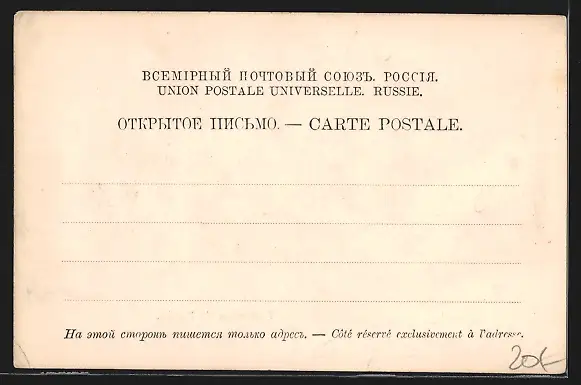 ВСЕМІРНЫЙ ПОЧТОВЫЙ СОЮЗЪ. РОССІЯ.
UNION POSTALE UNIVERSELLE. RUSSIE.
ОТКРЫТОЕ ПИСЬМО. — CARTE POSTALE.
На этой сторонѣ пишется только адресъ. — Côté réservé exclusivement à l'adresse.